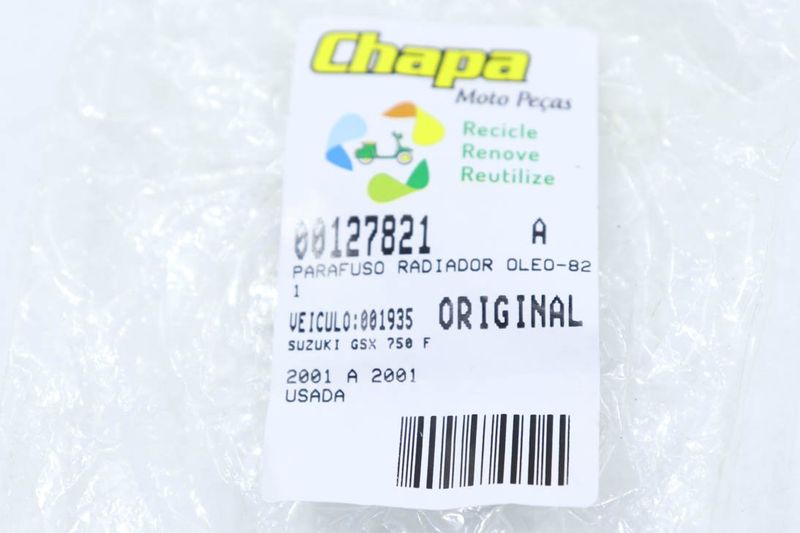 Chapa
Moto Peças
Recicle
Renove
Reutilize
00127821 A
PARAFUSO RADIADOR OLEO-82
1
VEICULO:001935 ORIGINAL
SUZUKI GSX 750 F
2001 A 2001
USADA